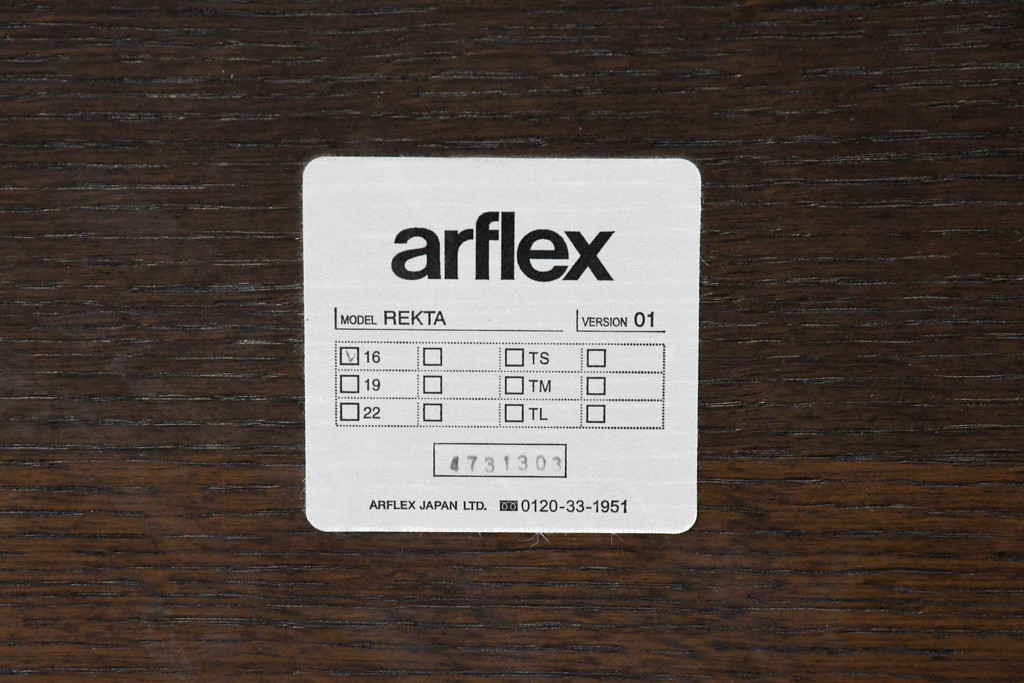 arflex
MODEL REKTA VERSION 01
☑ 16 ☐ ☐ TS ☐
☐ 19 ☐ ☐ TM ☐
☐ 22 ☐ ☐ TL ☐
4731303
ARFLEX JAPAN LTD. 0120-33-1951